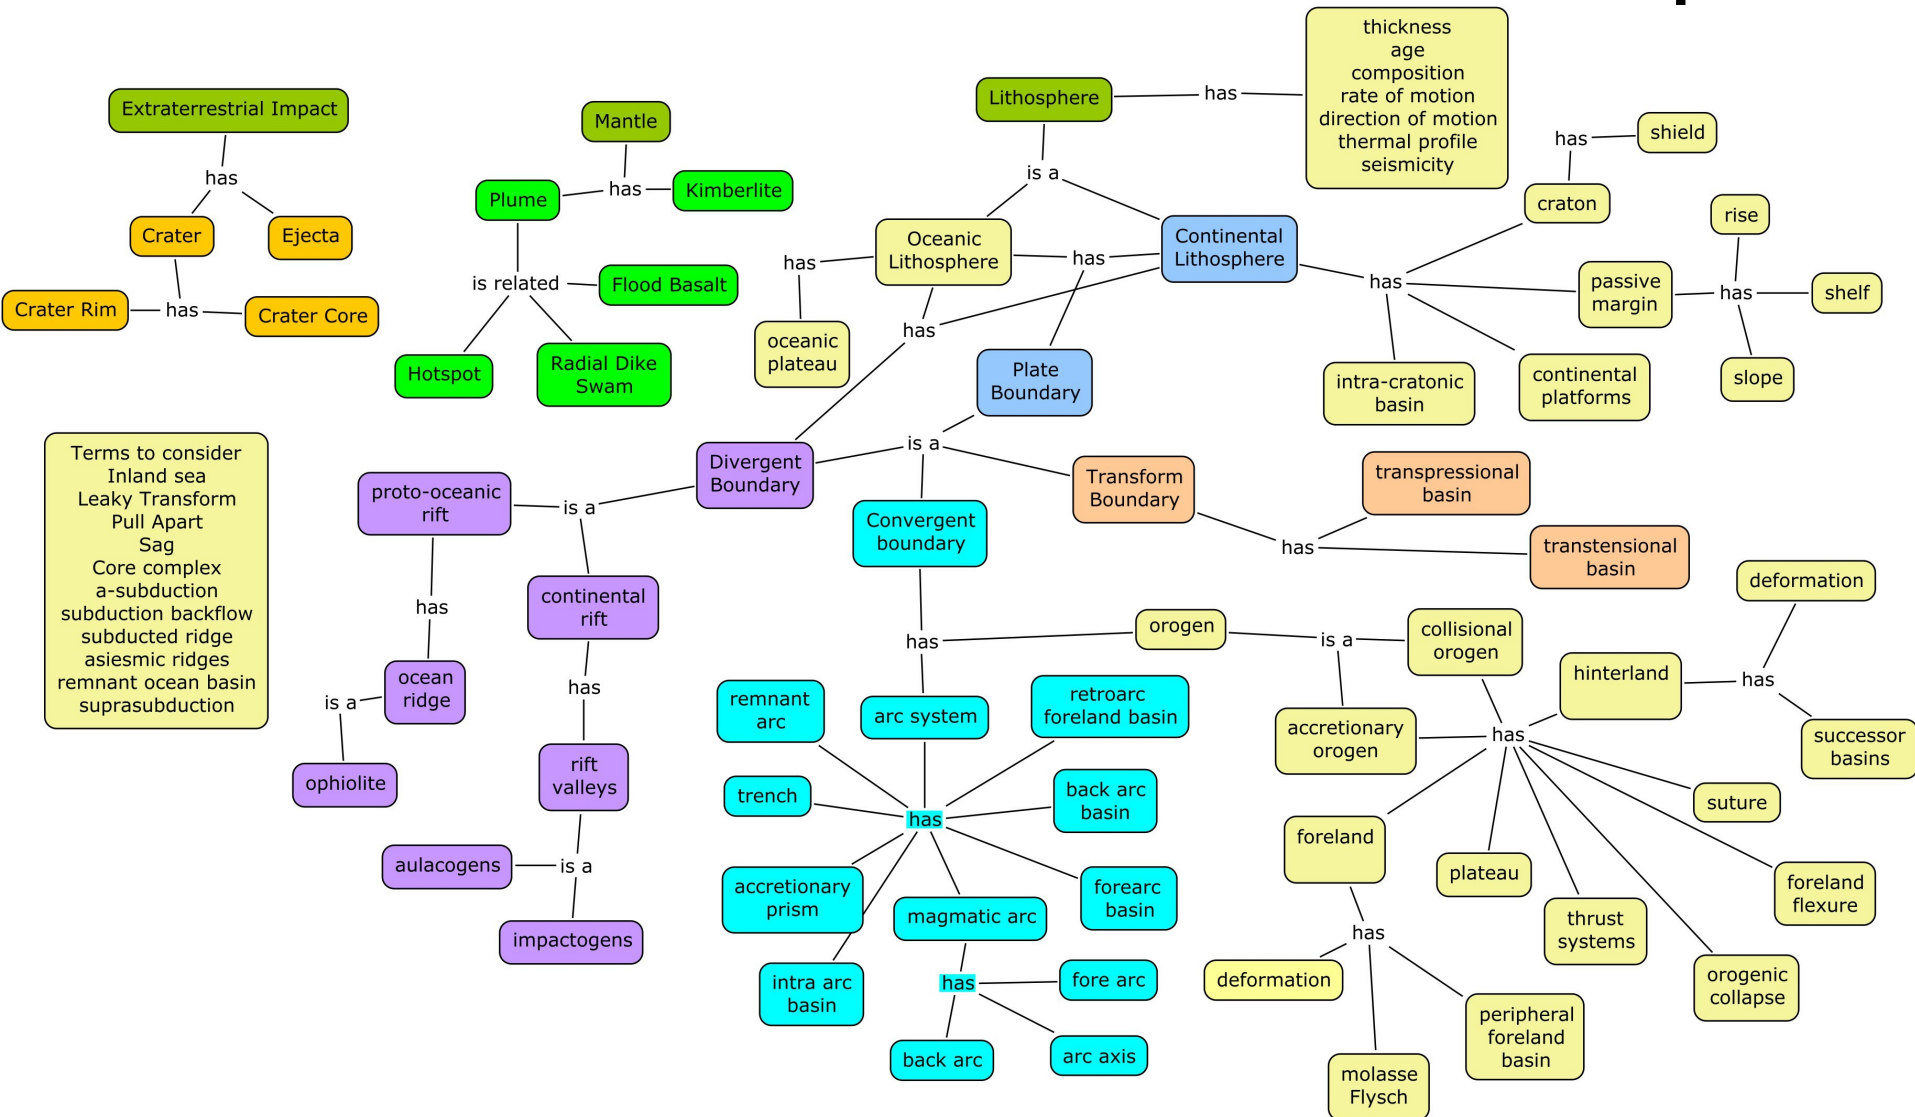 Extraterrestrial Impact
has
Crater
Ejecta
Crater Rim
has
Crater Core
Mantle
has
Plume
Kimberlite
is related
Flood Basalt
Hotspot
Radial Dike
Swam
Lithosphere
has
thickness
age
composition
rate of motion
direction of motion
thermal profile
seismicity
is a
Oceanic
Lithosphere
has
Continental
Lithosphere
has
oceanic
plateau
has
Plate
Boundary
has
craton
has
shield
passive
margin
has
rise
shelf
slope
intra-cratonic
basin
continental
platforms
is a
Divergent
Boundary
Convergent
boundary
Transform
Boundary
has
transpressional
basin
transtensional
basin
Terms to consider
Inland sea
Leaky Transform
Pull Apart
Sag
Core complex
a-subduction
subduction backflow
subducted ridge
asiesmic ridges
remnant ocean basin
suprasubduction
is a
proto-oceanic
rift
has
ocean
ridge
is a
ophiolite
continental
rift
has
rift
valleys
is a
aulacogens
impactogens
has
arc system
has
remnant
arc
retroarc
foreland basin
trench
back arc
basin
accretionary
prism
forearc
basin
intra arc
basin
magmatic arc
has
fore arc
back arc
arc axis
orogen
is a
collisional
orogen
accretionary
orogen
has
hinterland
has
deformation
successor
basins
suture
foreland
flexure
orogenic
collapse
thrust
systems
plateau
foreland
has
deformation
molasse
Flysch
peripheral
foreland
basin